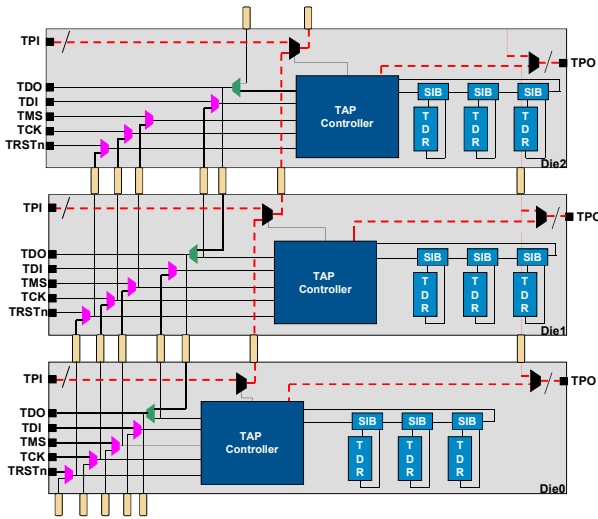 TPI
TPO
TDO
TDI
TMS
TCK
TRSTn
TAP
Controller
SIB SIB SIB
T T T
D D D
R R R
Die2
TPI
TPO
TDO
TDI
TMS
TCK
TRSTn
TAP
Controller
SIB SIB SIB
T T T
D D D
R R R
Die1
TPI
TPO
TDO
TDI
TMS
TCK
TRSTn
TAP
Controller
SIB SIB SIB
T T T
D D D
R R R
Die0